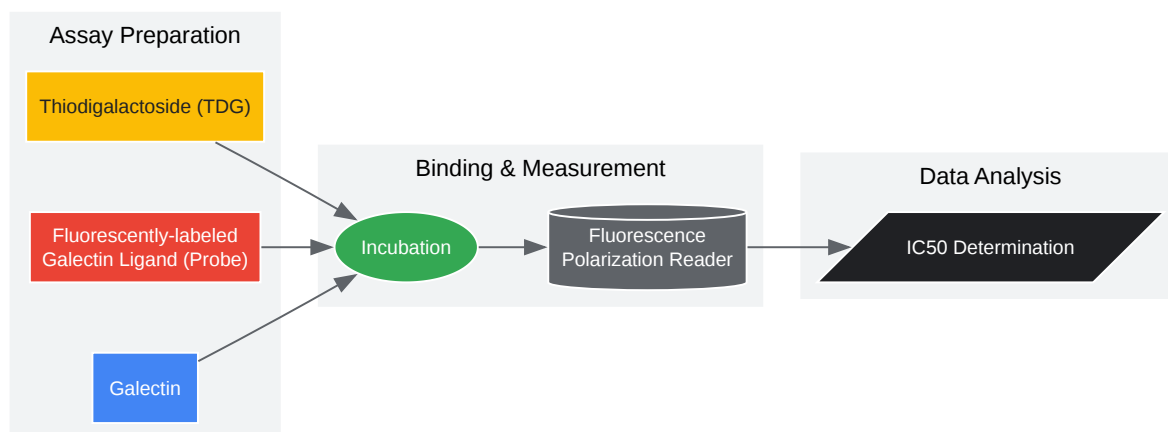 Assay Preparation
Thiodigalactoside (TDG)
Fluorescently-labeled
Galectin Ligand (Probe)
Galectin
Binding & Measurement
Incubation
Fluorescence
Polarization Reader
Data Analysis
IC50 Determination